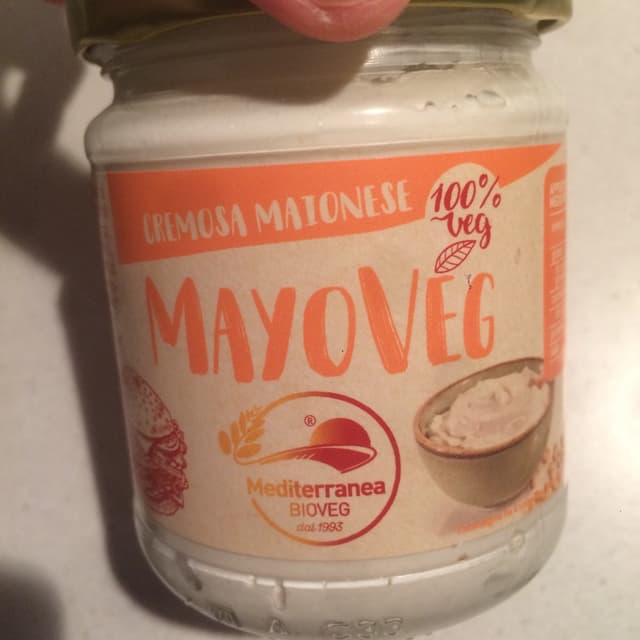 CREMOSA MAIONESE
100%
veg
MAYOVEG
®
Mediterranea
BIOVEG
dal 1993